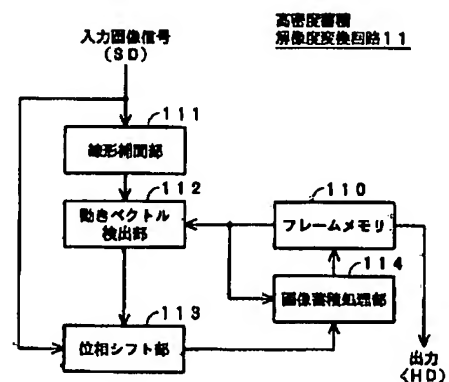 高密度蓄積
解像度変換回路11
入力画像信号
(SD)
111
線形補間部
112
動きベクトル
検出部
110
フレームメモリ
114
画像蓄積処理部
113
位相シフト部
出力
(HD)